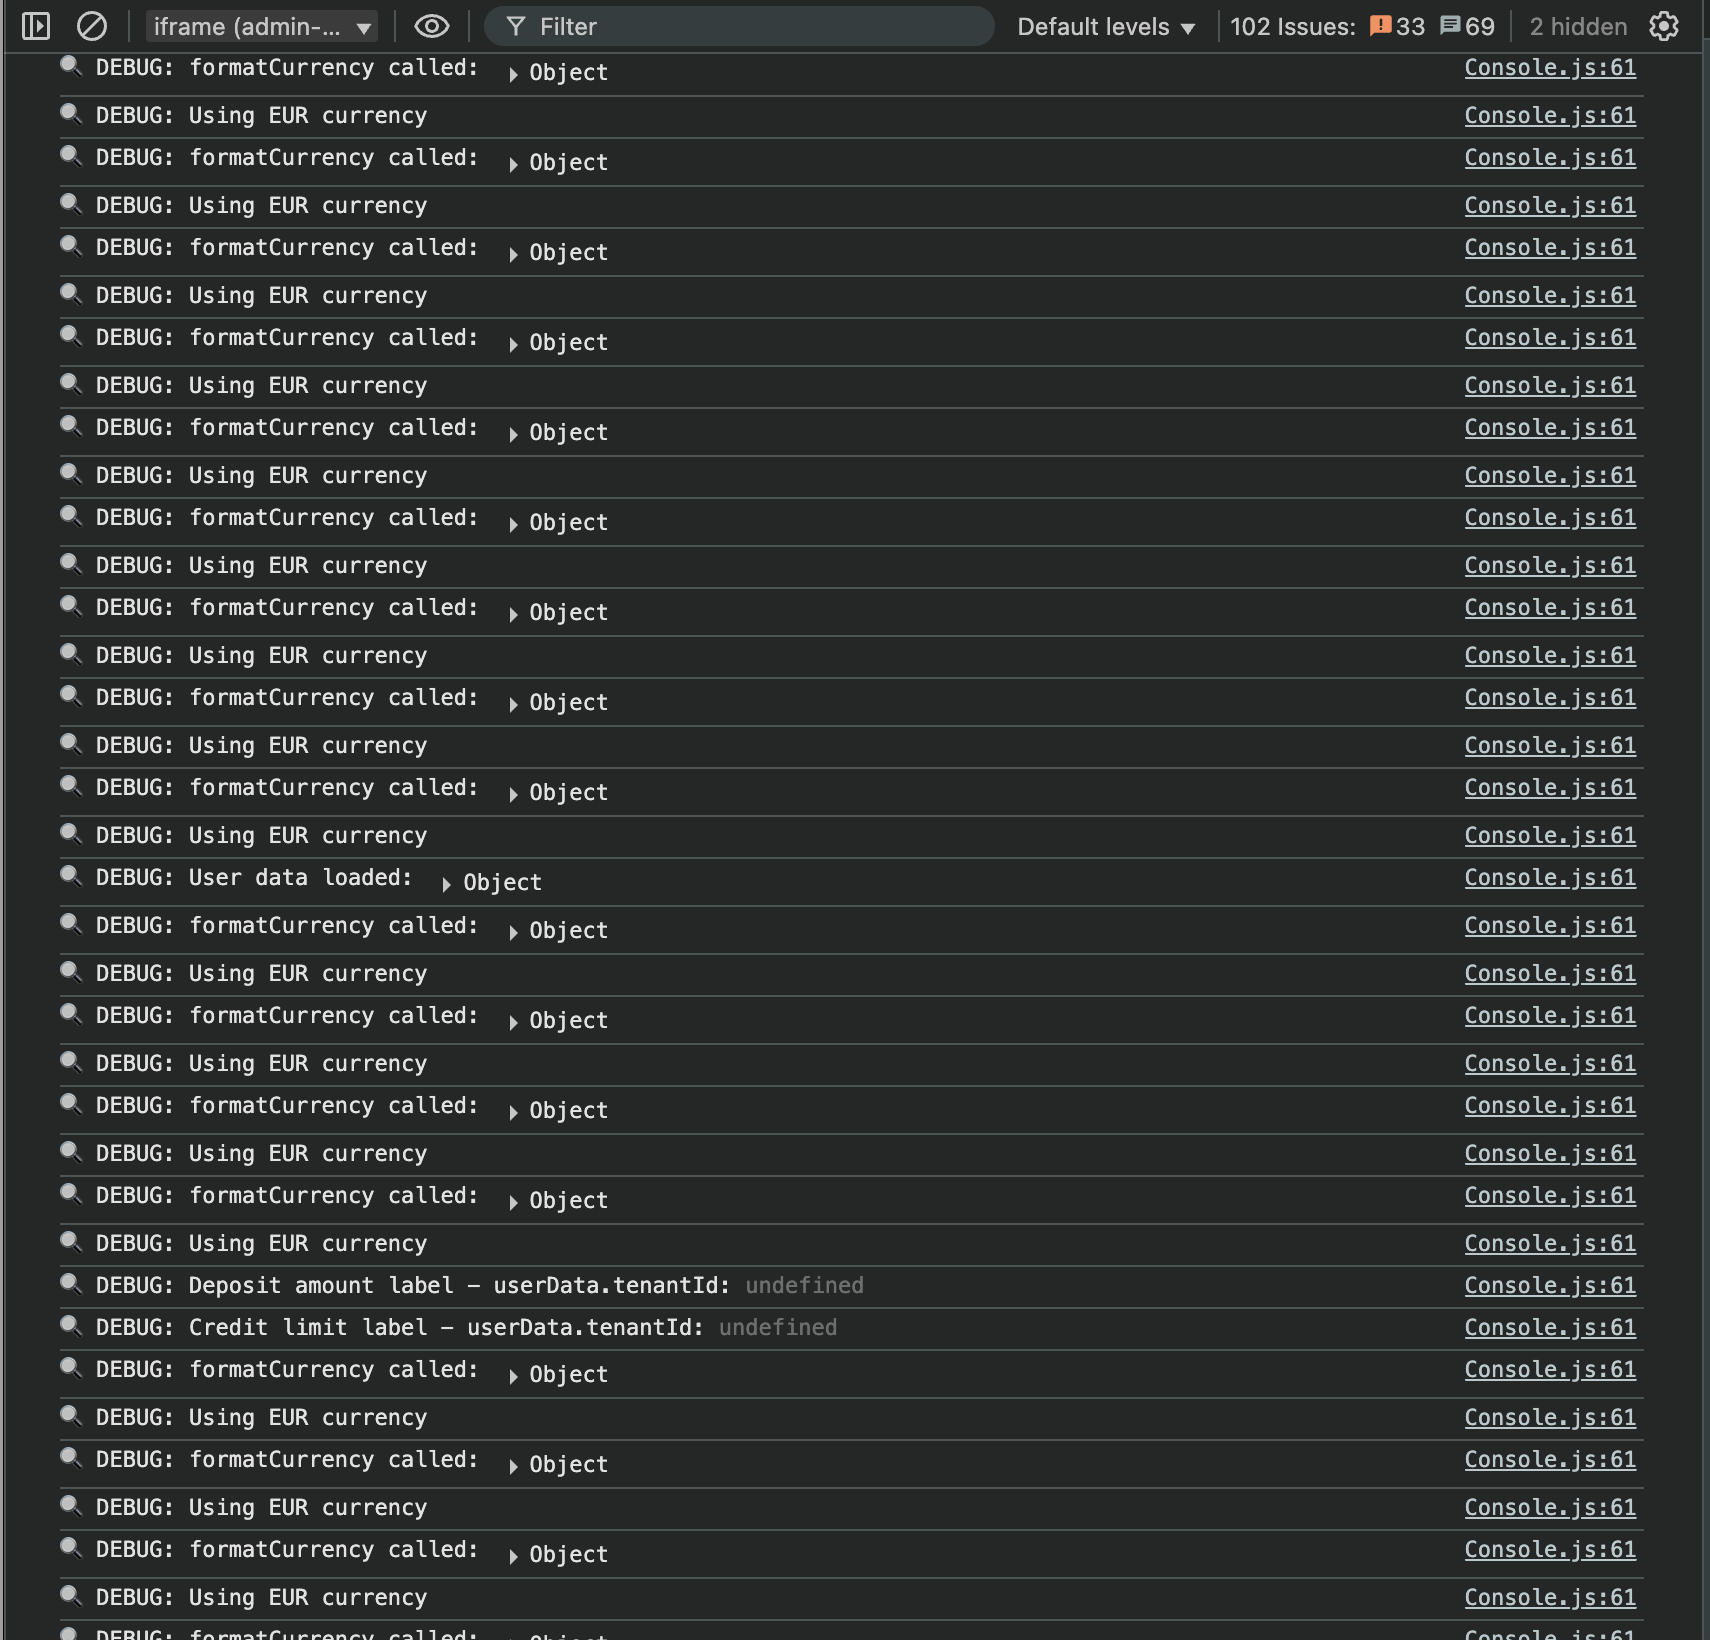 iframe (admin-... Filter Default levels 102 Issues: 33 69 2 hidden
DEBUG: formatCurrency called: Object Console.js:61
DEBUG: Using EUR currency Console.js:61
DEBUG: formatCurrency called: Object Console.js:61
DEBUG: Using EUR currency Console.js:61
DEBUG: formatCurrency called: Object Console.js:61
DEBUG: Using EUR currency Console.js:61
DEBUG: formatCurrency called: Object Console.js:61
DEBUG: Using EUR currency Console.js:61
DEBUG: formatCurrency called: Object Console.js:61
DEBUG: Using EUR currency Console.js:61
DEBUG: formatCurrency called: Object Console.js:61
DEBUG: Using EUR currency Console.js:61
DEBUG: formatCurrency called: Object Console.js:61
DEBUG: Using EUR currency Console.js:61
DEBUG: formatCurrency called: Object Console.js:61
DEBUG: Using EUR currency Console.js:61
DEBUG: formatCurrency called: Object Console.js:61
DEBUG: Using EUR currency Console.js:61
DEBUG: User data loaded: Object Console.js:61
DEBUG: formatCurrency called: Object Console.js:61
DEBUG: Using EUR currency Console.js:61
DEBUG: formatCurrency called: Object Console.js:61
DEBUG: Using EUR currency Console.js:61
DEBUG: formatCurrency called: Object Console.js:61
DEBUG: Using EUR currency Console.js:61
DEBUG: formatCurrency called: Object Console.js:61
DEBUG: Using EUR currency Console.js:61
DEBUG: Deposit amount label – userData.tenantId: undefined Console.js:61
DEBUG: Credit limit label – userData.tenantId: undefined Console.js:61
DEBUG: formatCurrency called: Object Console.js:61
DEBUG: Using EUR currency Console.js:61
DEBUG: formatCurrency called: Object Console.js:61
DEBUG: Using EUR currency Console.js:61
DEBUG: formatCurrency called: Object Console.js:61
DEBUG: Using EUR currency Console.js:61
DEBUG: formatCurrency called: Object Console.js:61